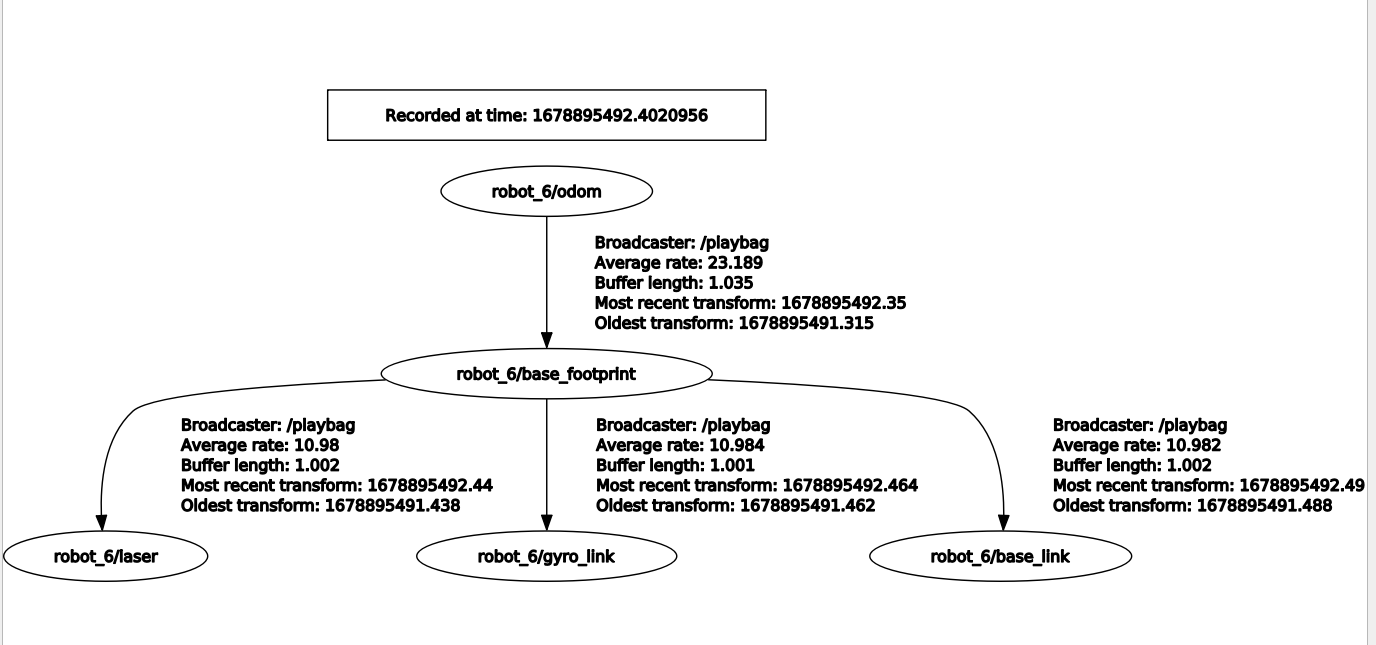 Recorded at time: 1678895492.4020956
robot_6/odom
Broadcaster: /playbag
Average rate: 23.189
Buffer length: 1.035
Most recent transform: 1678895492.35
Oldest transform: 1678895491.315
robot_6/base_footprint
Broadcaster: /playbag
Average rate: 10.98
Buffer length: 1.002
Most recent transform: 1678895492.44
Oldest transform: 1678895491.438
Broadcaster: /playbag
Average rate: 10.984
Buffer length: 1.001
Most recent transform: 1678895492.464
Oldest transform: 1678895491.462
Broadcaster: /playbag
Average rate: 10.982
Buffer length: 1.002
Most recent transform: 1678895492.49
Oldest transform: 1678895491.488
robot_6/laser
robot_6/gyro_link
robot_6/base_link